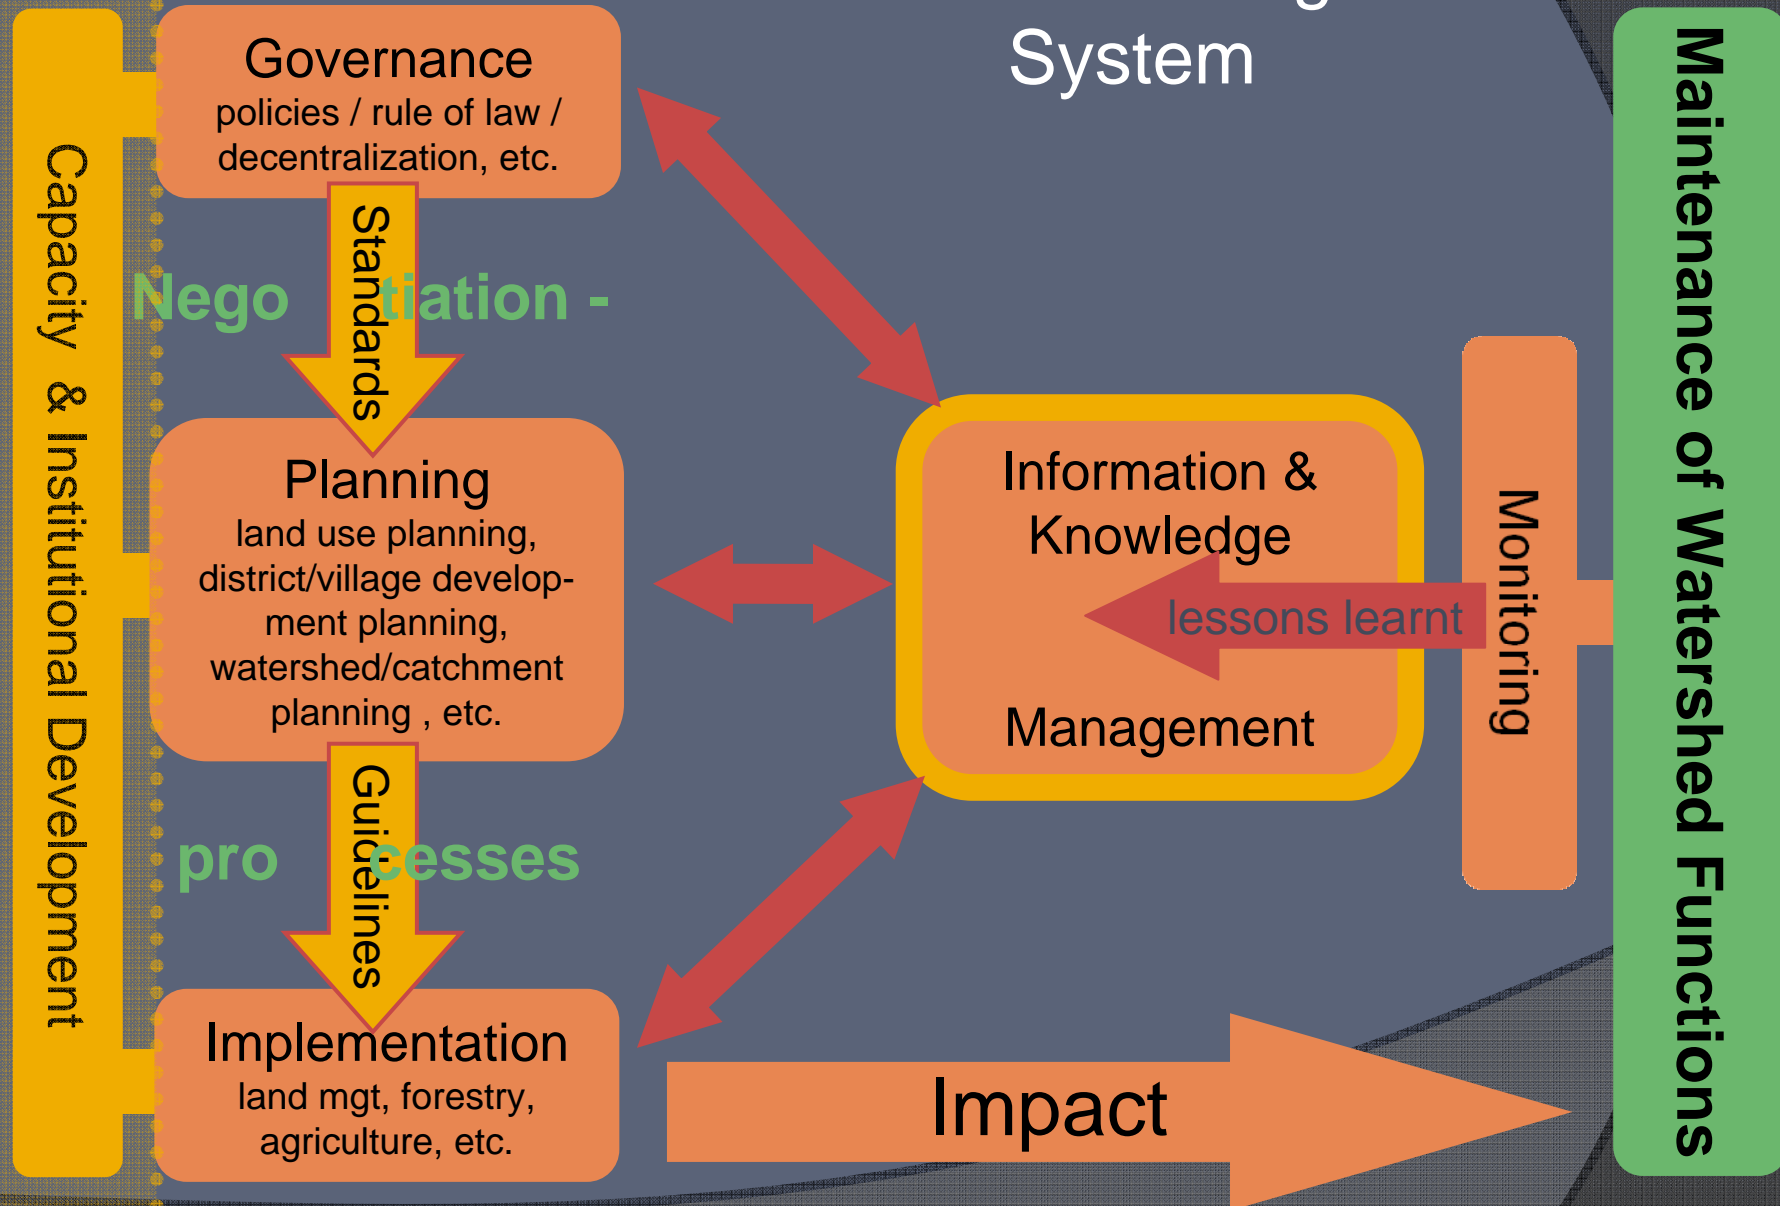 System
Capacity & Institutional Development
Governance
policies / rule of law /
decentralization, etc.
Standards
Nego tiation -
Planning
land use planning,
district/village develop-
ment planning,
watershed/catchment
planning , etc.
Guidelines
pro cesses
Implementation
land mgt, forestry,
agriculture, etc.
Information &
Knowledge
lessons learnt
Management
Monitoring
Impact
Maintenance of Watershed Functions